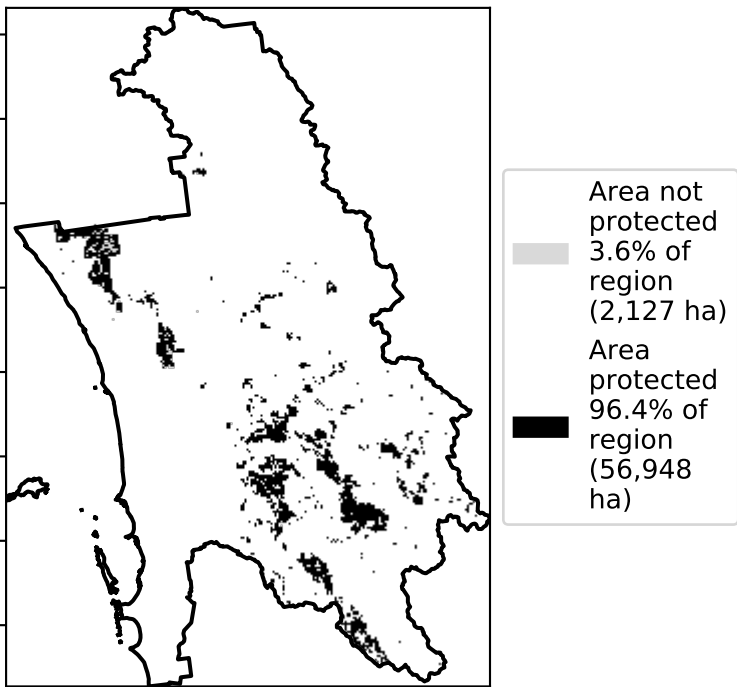 Area not
protected
3.6% of
region
(2,127 ha)
Area
protected
96.4% of
region
(56,948
ha)